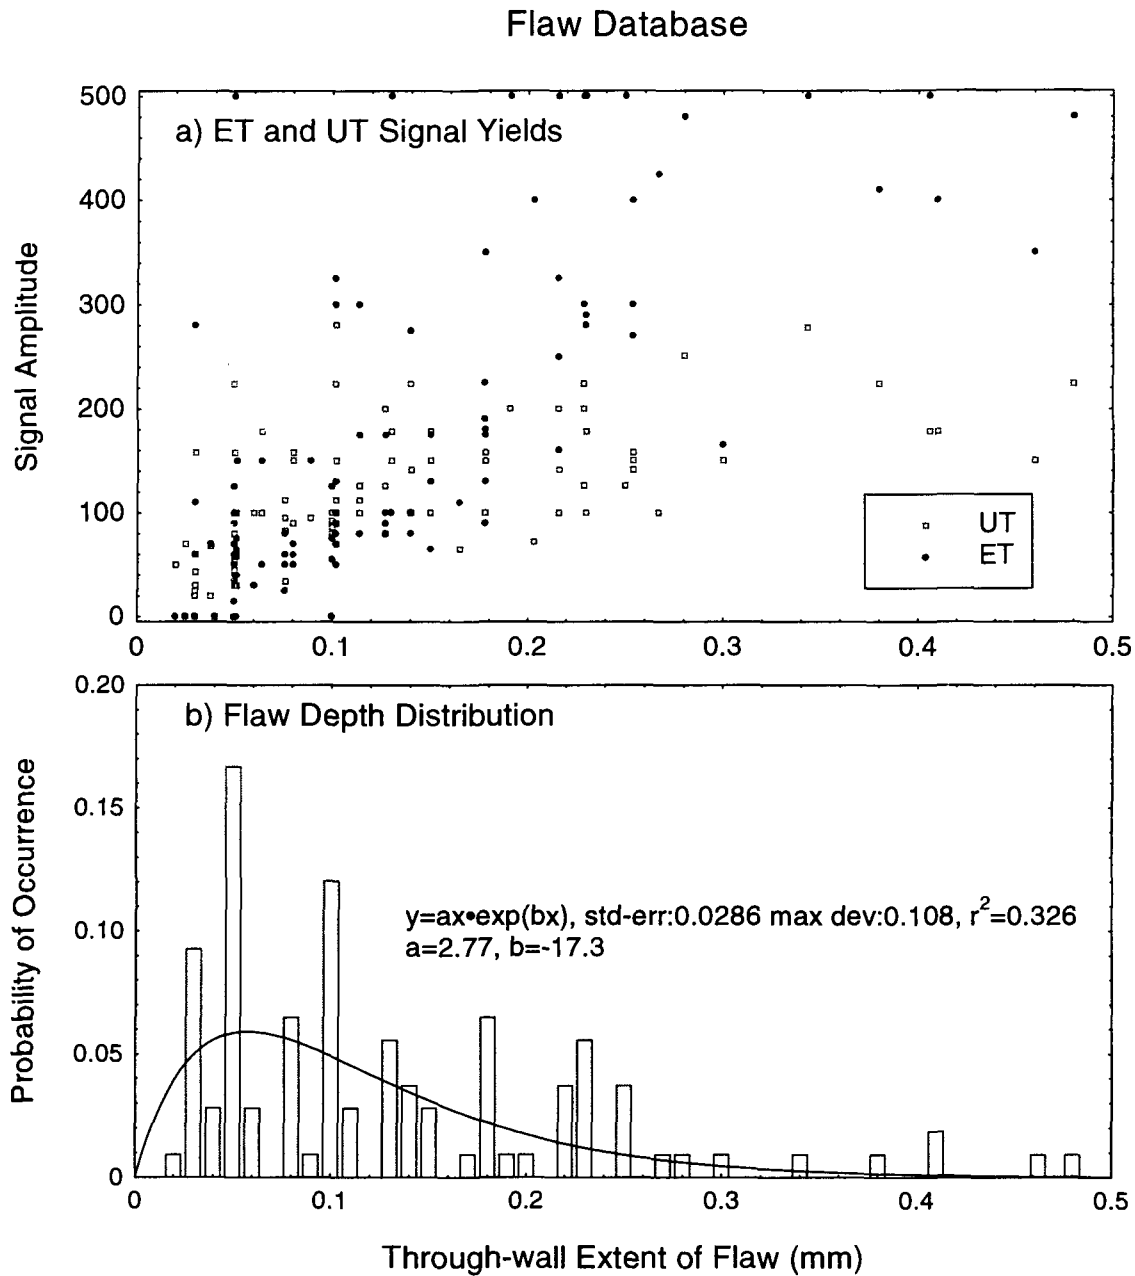 Flaw Database
a) ET and UT Signal Yields
Signal Amplitude
500
400
300
200
100
0
UT
ET
0
0.1
0.2
0.3
0.4
0.5
b) Flaw Depth Distribution
Probability of Occurrence
0.20
0.15
0.10
0.05
0
y=ax•exp(bx), std-err:0.0286 max dev:0.108, r²=0.326
a=2.77, b=-17.3
0
0.1
0.2
0.3
0.4
0.5
Through-wall Extent of Flaw (mm)